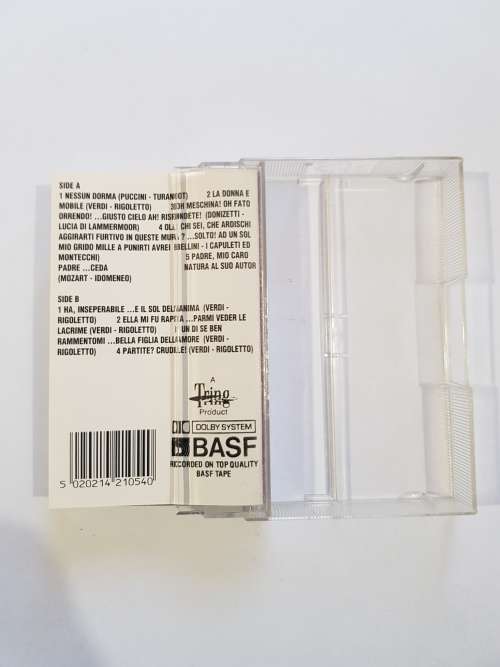 SIDE A
1 NESSUN DORMA (PUCCINI - TURANDOT) 2 LA DONNA E
MOBILE (VERDI - RIGOLETTO) 3 OH MESCHINA! OH FATO
ORRENDO! ...GIUSTO CIELO AH! RISPONDETE! (DONIZETTI -
LUCIA DI LAMMERMOOR) 4 OLA! CHI SEI, CHE ARDISCHI
AGGIRARTI FURTIVO IN QUESTE MURA? ...SOLTO! AD UN SOL
MIO GRIDO MILLE A PUNIRTI AVREI (BELLINI - I CAPULETI ED
MONTECCHI) 5 PADRE, MIO CARO
PADRE ...CEDA NATURA AL SUO AUTOR
(MOZART - IDOMENEO)
SIDE B
1 HA, INSEPERABILE ...E IL SOL DELL'ANIMA (VERDI -
RIGOLETTO) 2 ELLA MI FU RAPITA ...PARMI VEDER LE
LACRIME (VERDI - RIGOLETTO) UN DI SE BEN
RAMMENTOMI ...BELLA FIGLIA DELL'AMORE (VERDI -
RIGOLETTO) 4 PARTITE? CRUDELE! (VERDI - RIGOLETTO)
A
Tring
Product
DOLBY SYSTEM
BASF
RECORDED ON TOP QUALITY
BASF TAPE
5 020214 210540